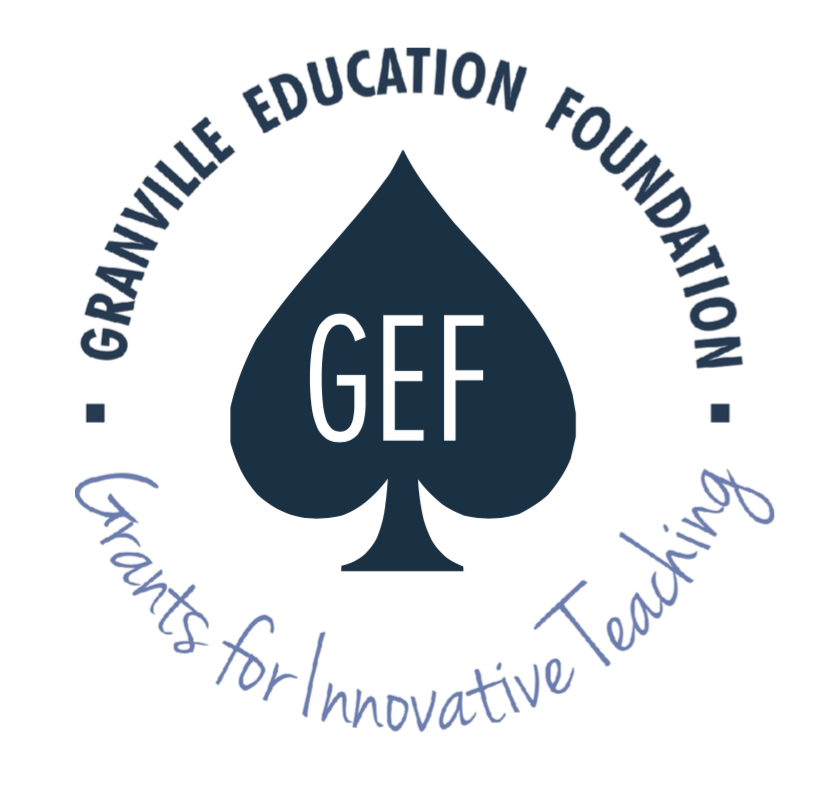 GRANVILLE EDUCATION FOUNDATION
GEF
Grants for Innovative Teaching